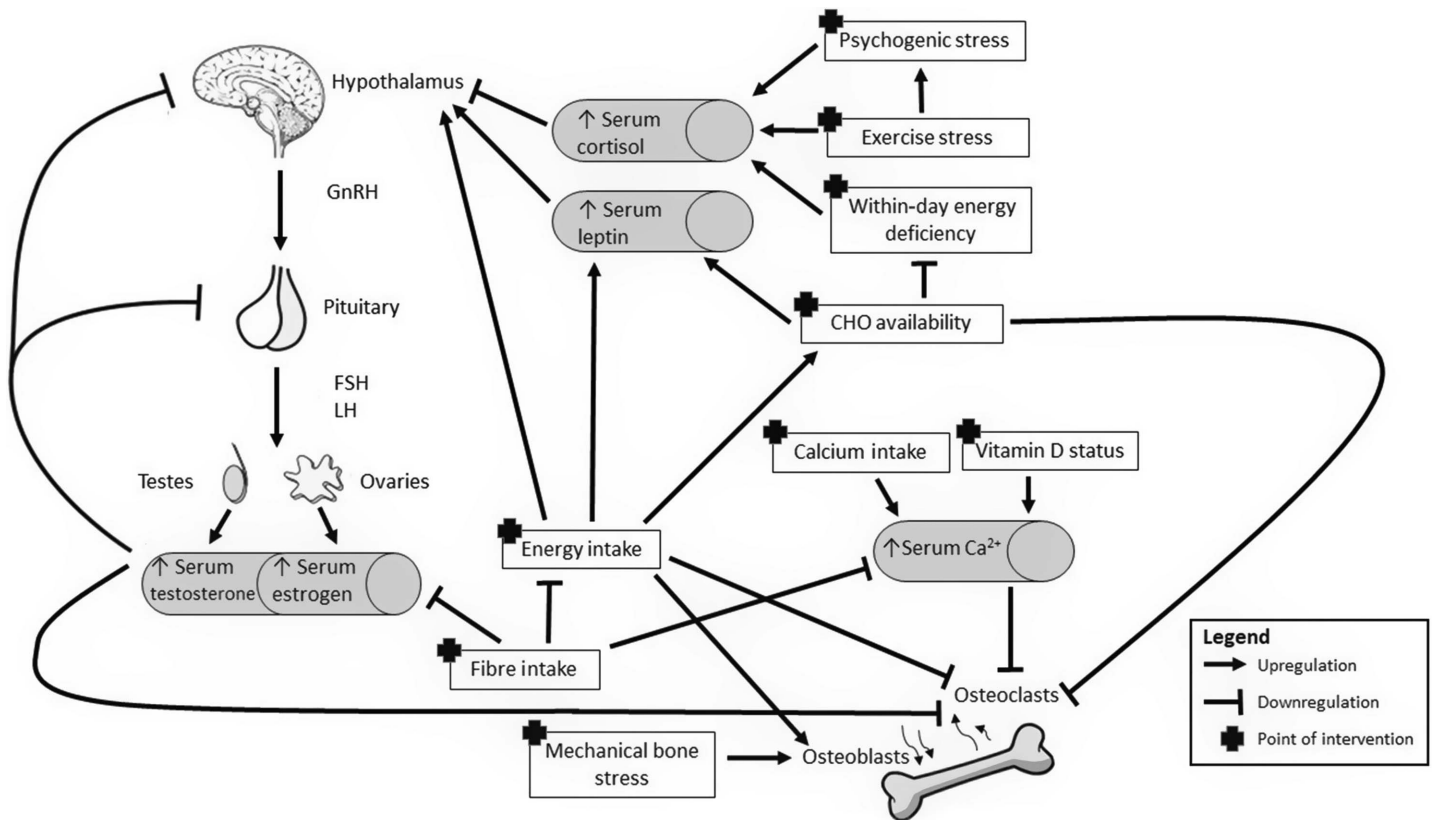 Psychogenic stress
Hypothalamus
↑ Serum
cortisol
Exercise stress
GnRH
↑ Serum
leptin
Within-day energy
deficiency
Pituitary
CHO availability
FSH
LH
Calcium intake
Vitamin D status
Testes
Ovaries
Energy intake
↑Serum Ca²⁺
↑ Serum
testosterone
↑ Serum
estrogen
Fibre intake
Legend
Upregulation
Downregulation
Point of intervention
Osteoclasts
Mechanical bone
stress
Osteoblasts